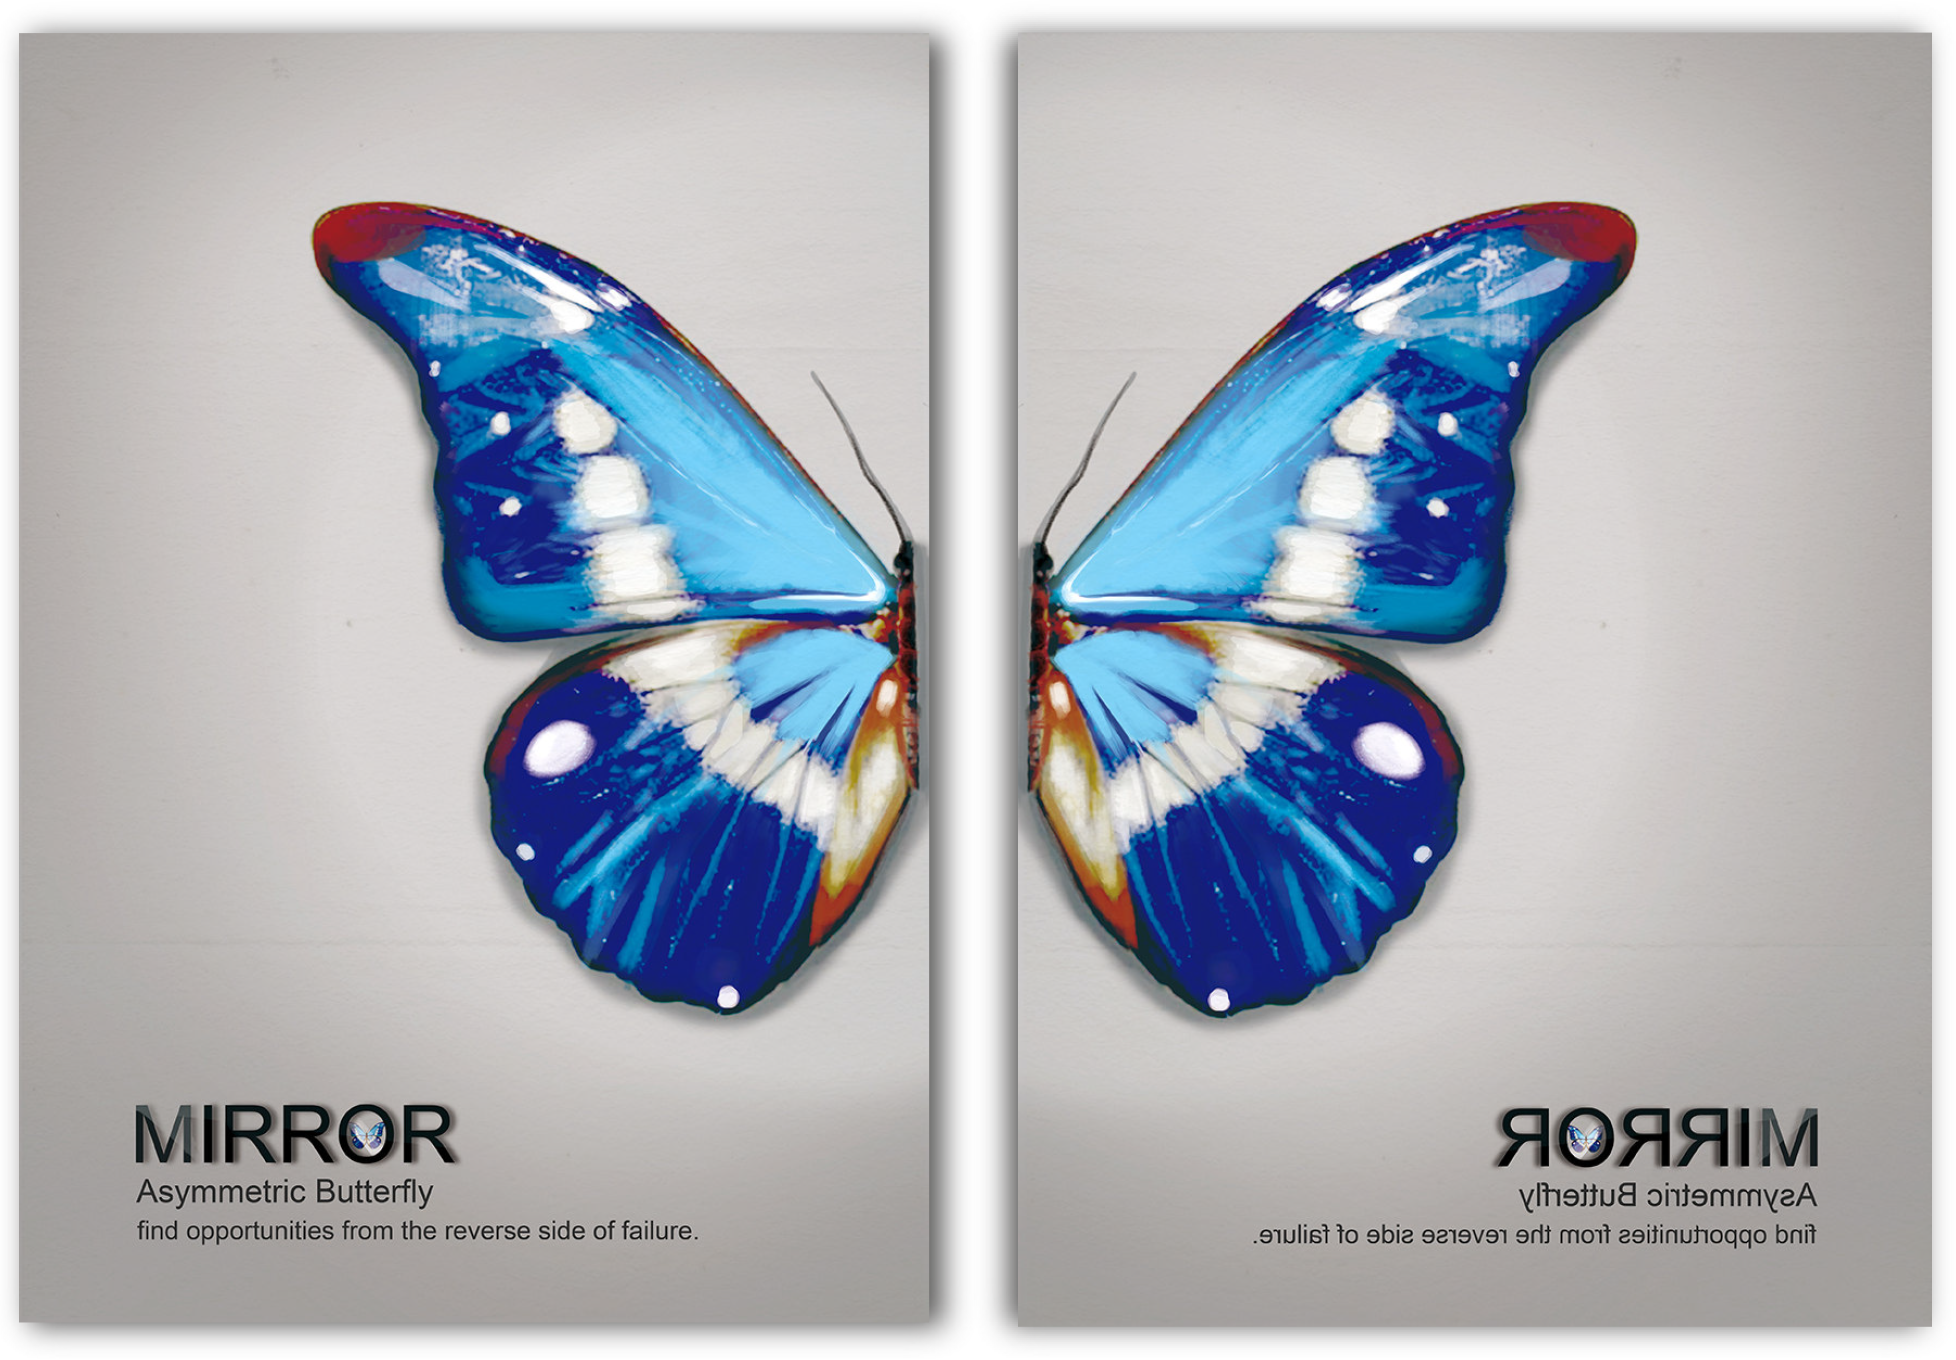 MIRROR
Asymmetric Butterfly
find opportunities from the reverse side of failure.
MIRROR
Asymmetric Butterfly
find opportunities from the reverse side of failure.